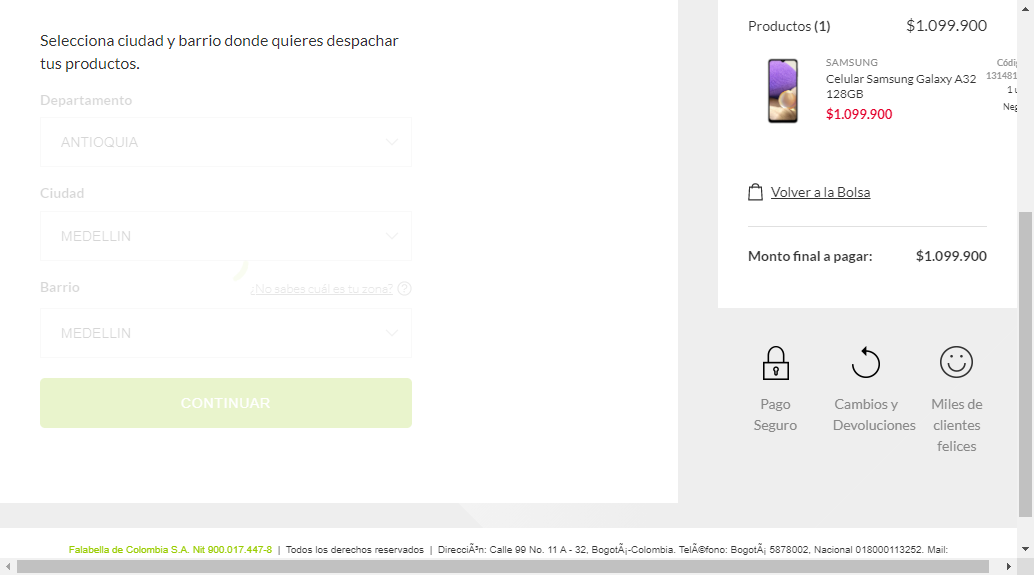 Selecciona ciudad y barrio donde quieres despachar
tus productos.
Departamento
ANTIOQUIA
Ciudad
MEDELLIN
Barrio
¿No sabes cuál es tu zona? ?
MEDELLIN
CONTINUAR
Productos (1)
$1.099.900
SAMSUNG
Celular Samsung Galaxy A32
128GB
$1.099.900
131481
1
Volver a la Bolsa
Monto final a pagar:
$1.099.900
Pago
Seguro
Cambios y
Devoluciones
Miles de
clientes
felices
Falabella de Colombia S.A. Nit 900.017.447-8 | Todos los derechos reservados | DirecciÃ³n: Calle 99 No. 11 A - 32, BogotÃ¡-Colombia. TelÃ©fono: BogotÃ¡ 5878002, Nacional 018000113252. Mail: